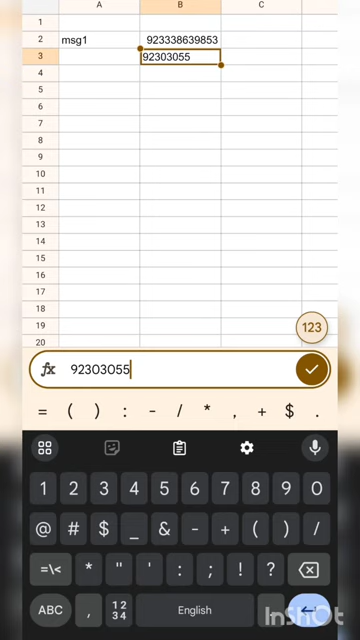 A B C
1
2 msg1 923338639853
3 92303055
4
5
6
7
8
9
10
11
12
13
14
15
16
17
18
19
20
123
fx 92303055
= ( ) : - / * , + $ .
1 2 3 4 5 6 7 8 9 0
@ # $ _ & - + ( ) /
=\< * " ' : ; ! ?
ABC , 12 English .
34
InShot